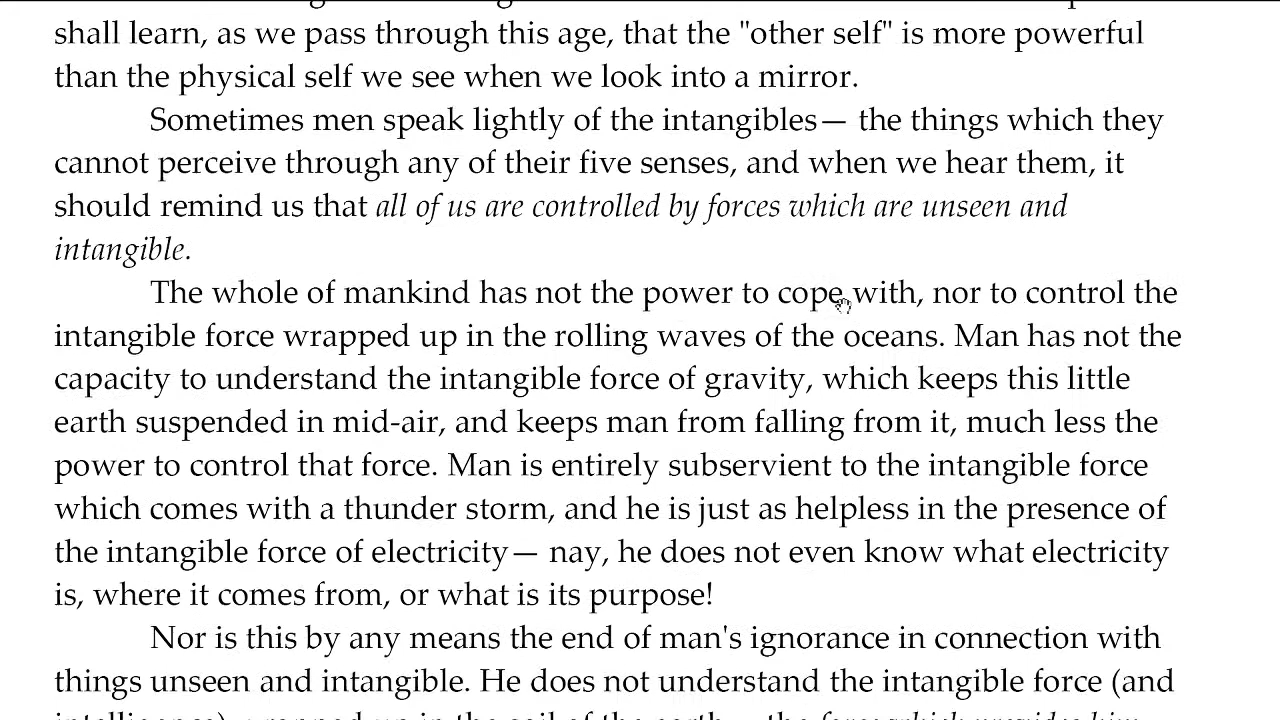 shall learn, as we pass through this age, that the "other self" is more powerful
than the physical self we see when we look into a mirror.
Sometimes men speak lightly of the intangibles— the things which they
cannot perceive through any of their five senses, and when we hear them, it
should remind us that all of us are controlled by forces which are unseen and
intangible.
The whole of mankind has not the power to cope with, nor to control the
intangible force wrapped up in the rolling waves of the oceans. Man has not the
capacity to understand the intangible force of gravity, which keeps this little
earth suspended in mid-air, and keeps man from falling from it, much less the
power to control that force. Man is entirely subservient to the intangible force
which comes with a thunder storm, and he is just as helpless in the presence of
the intangible force of electricity— nay, he does not even know what electricity
is, where it comes from, or what is its purpose!
Nor is this by any means the end of man's ignorance in connection with
things unseen and intangible. He does not understand the intangible force (and